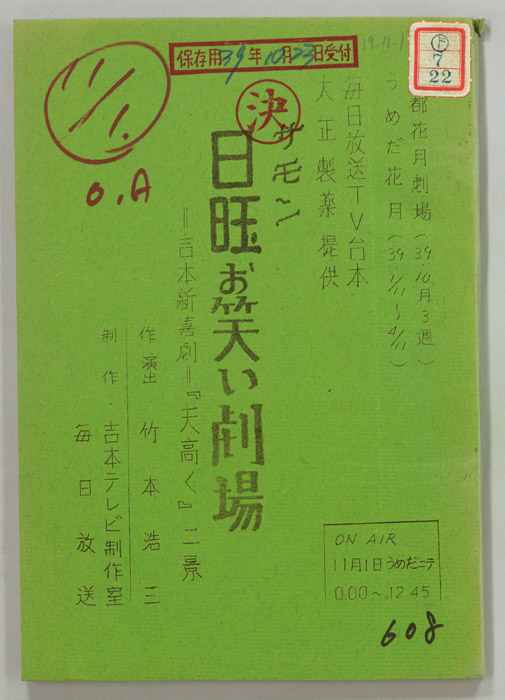 保存用39年10月23日受付
ト
7
22
都花月劇場(39.10月3週)
うめだ花月(39.1/11~4/11)
毎日放送TV台本
大正製薬提供
決
サモン
日曜お笑い劇場
=吉本新喜劇=『天高く』二景
作・演出 竹本浩三
制作・吉本テレビ制作室
毎日放送
11/1.
O.A
ON AIR
11月1日うめだニテ
0.00~12.45
608